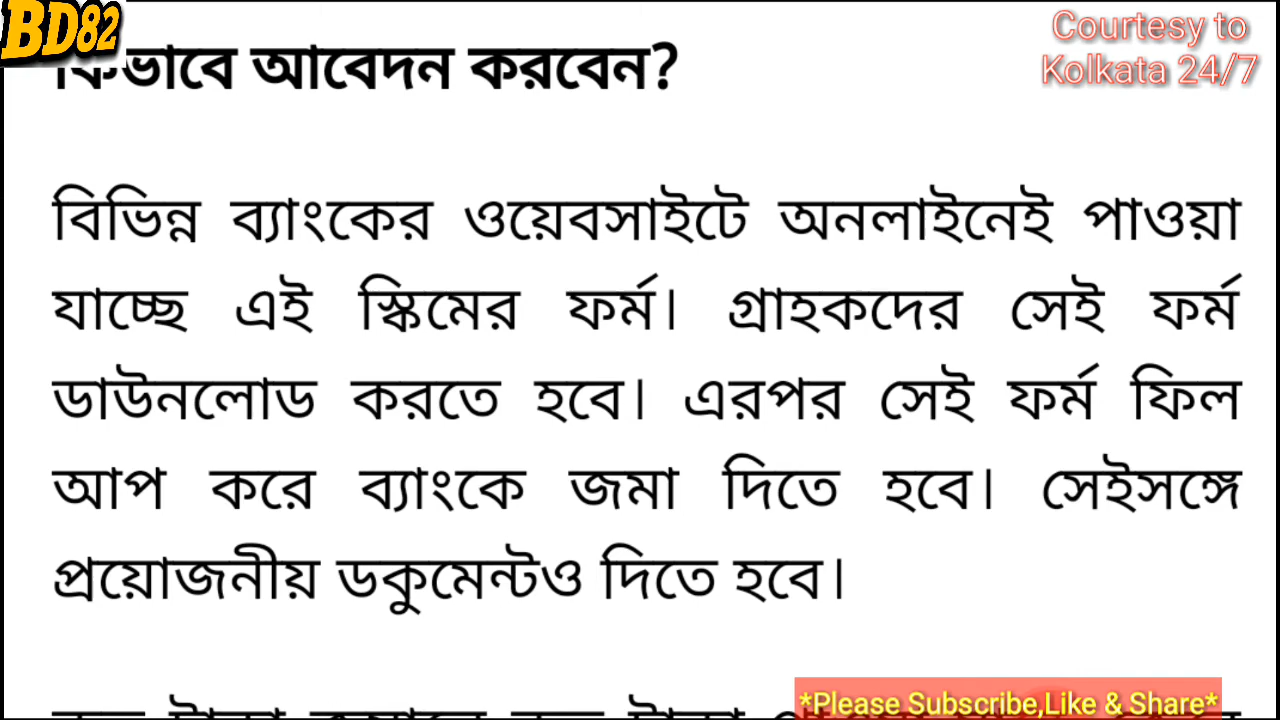 BD82
Courtesy to
Kolkata 24/7
কিভাবে আবেদন করবেন?
বিভিন্ন ব্যাংকের ওয়েবসাইটে অনলাইনেই পাওয়া
যাচ্ছে এই স্কিমের ফর্ম। গ্রাহকদের সেই ফর্ম
ডাউনলোড করতে হবে। এরপর সেই ফর্ম ফিল
আপ করে ব্যাংকে জমা দিতে হবে। সেইসঙ্গে
প্রয়োজনীয় ডকুমেন্টও দিতে হবে।
*Please Subscribe,Like & Share*